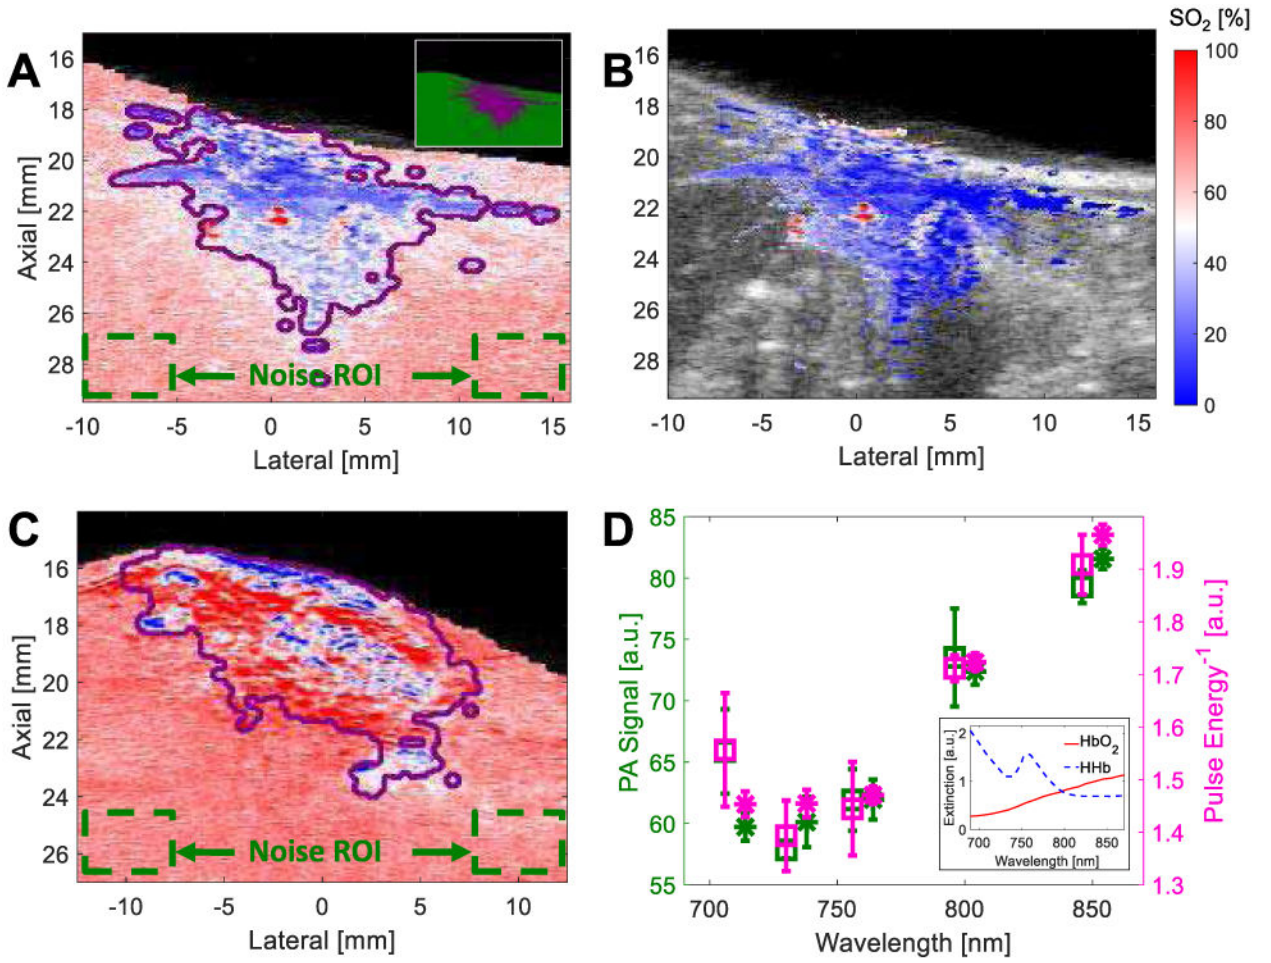 SO2 [%]
A
16
18
20
22
24
26
28
Axial [mm]
Noise ROI
-10 -5 0 5 10 15
Lateral [mm]
B
16
18
20
22
24
26
28
-10 -5 0 5 10 15
Lateral [mm]
100
80
60
40
20
0
C
16
18
20
22
24
26
Axial [mm]
Noise ROI
-10 -5 0 5 10
Lateral [mm]
D
85
80
75
70
65
60
55
PA Signal [a.u.]
700 750 800 850
Wavelength [nm]
1.9
1.8
1.7
1.6
1.5
1.4
1.3
Pulse Energy-1 [a.u.]
2
1
0
Extinction [a.u.]
HbO2
HHb
700 750 800 850
Wavelength [nm]